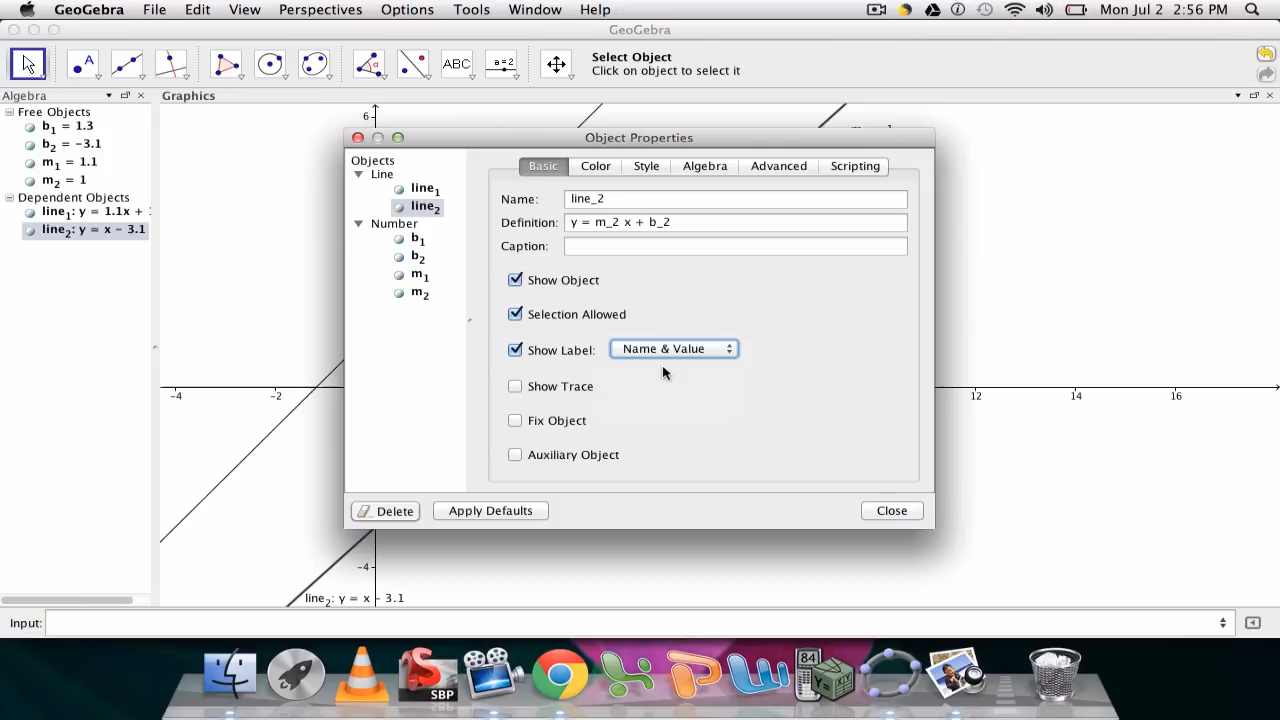 GeoGebra File Edit View Perspectives Options Tools Window Help Mon Jul 2 2:56 PM
GeoGebra
A
α
ABC
a=2
Select Object
Click on object to select it
Algebra
Graphics
Free Objects
b1 = 1.3
b2 = -3.1
m1 = 1.1
m2 = 1
Dependent Objects
line1: y = 1.1x +
line2: y = x - 3.1
6
-4 -2 12 14 16
-4
line2: y = x - 3.1
Object Properties
Objects
Line
line1
line2
Number
b1
b2
m1
m2
Basic Color Style Algebra Advanced Scripting
Name: line_2
Definition: y = m_2 x + b_2
Caption:
Show Object
Selection Allowed
Show Label: Name & Value
Show Trace
Fix Object
Auxiliary Object
Delete Apply Defaults Close
Input:
SBP
84
Y=